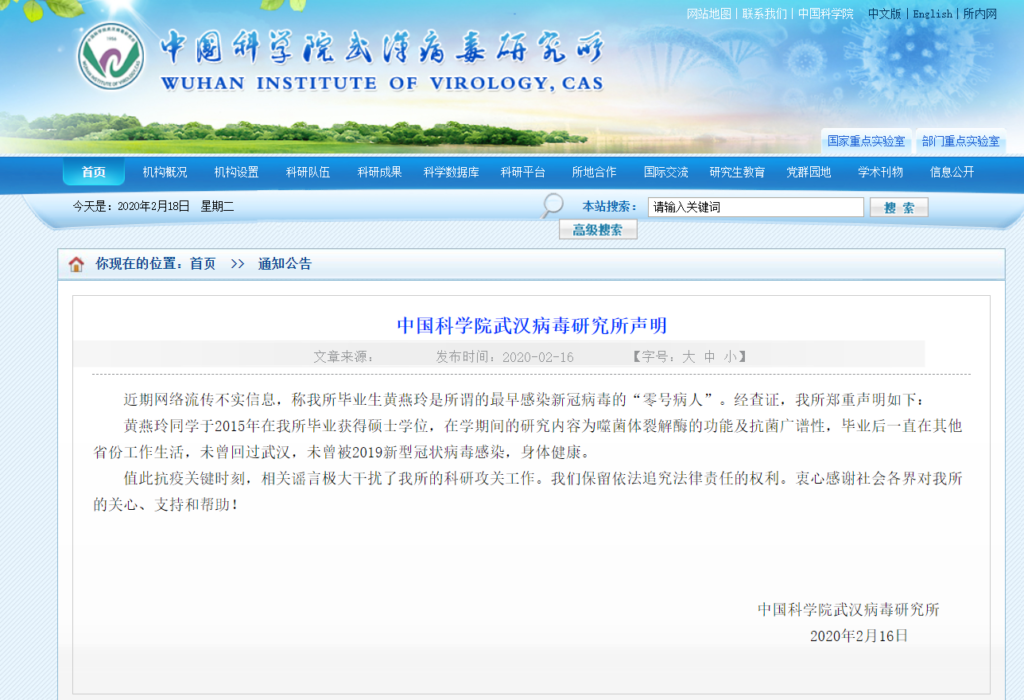 网站地图 | 联系我们 | 中国科学院 中文版 | English | 所内网
中国科学院武汉病毒研究所
WUHAN INSTITUTE OF VIROLOGY, CAS
国家重点实验室 部门重点实验室
首页 机构概况 机构设置 科研队伍 科研成果 科学数据库 科研平台 所地合作 国际交流 研究生教育 党群园地 学术刊物 信息公开
今天是：2020年2月18日 星期二 本站搜索： 请输入关键词 搜 索
高级搜索
你现在的位置：首页 >> 通知公告
中国科学院武汉病毒研究所声明
文章来源： 发布时间：2020-02-16 【字号：大 中 小】
近期网络流传不实信息，称我所毕业生黄燕玲是所谓的最早感染新冠病毒的“零号病人”。经查证，我所郑重声明如下：
黄燕玲同学于2015年在我所毕业获得硕士学位，在学期间的研究内容为噬菌体裂解酶的功能及抗菌广谱性，毕业后一直在其他
省份工作生活，未曾回过武汉，未曾被2019新型冠状病毒感染，身体健康。
值此抗疫关键时刻，相关谣言极大干扰了我所的科研攻关工作。我们保留依法追究法律责任的权利。衷心感谢社会各界对我所
的关心、支持和帮助！
中国科学院武汉病毒研究所
2020年2月16日